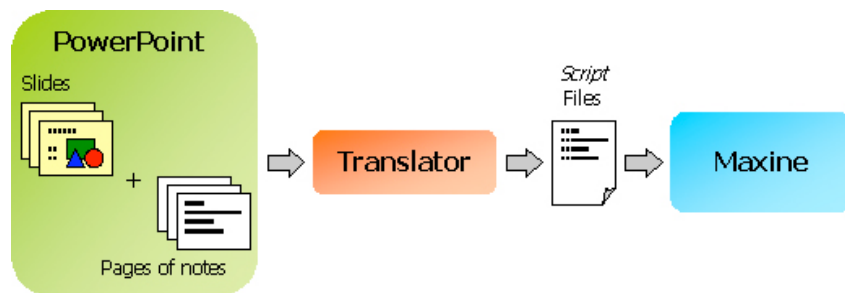 PowerPoint
Slides
+
Pages of notes
Translator
Script
Files
Maxine